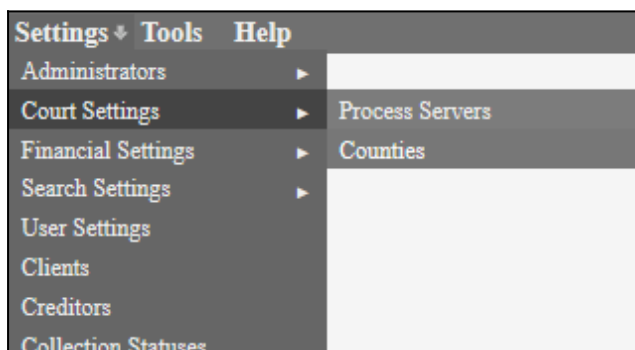 Settings Tools Help
Administrators
Court Settings Process Servers
Financial Settings Counties
Search Settings
User Settings
Clients
Creditors
Collection Statuses